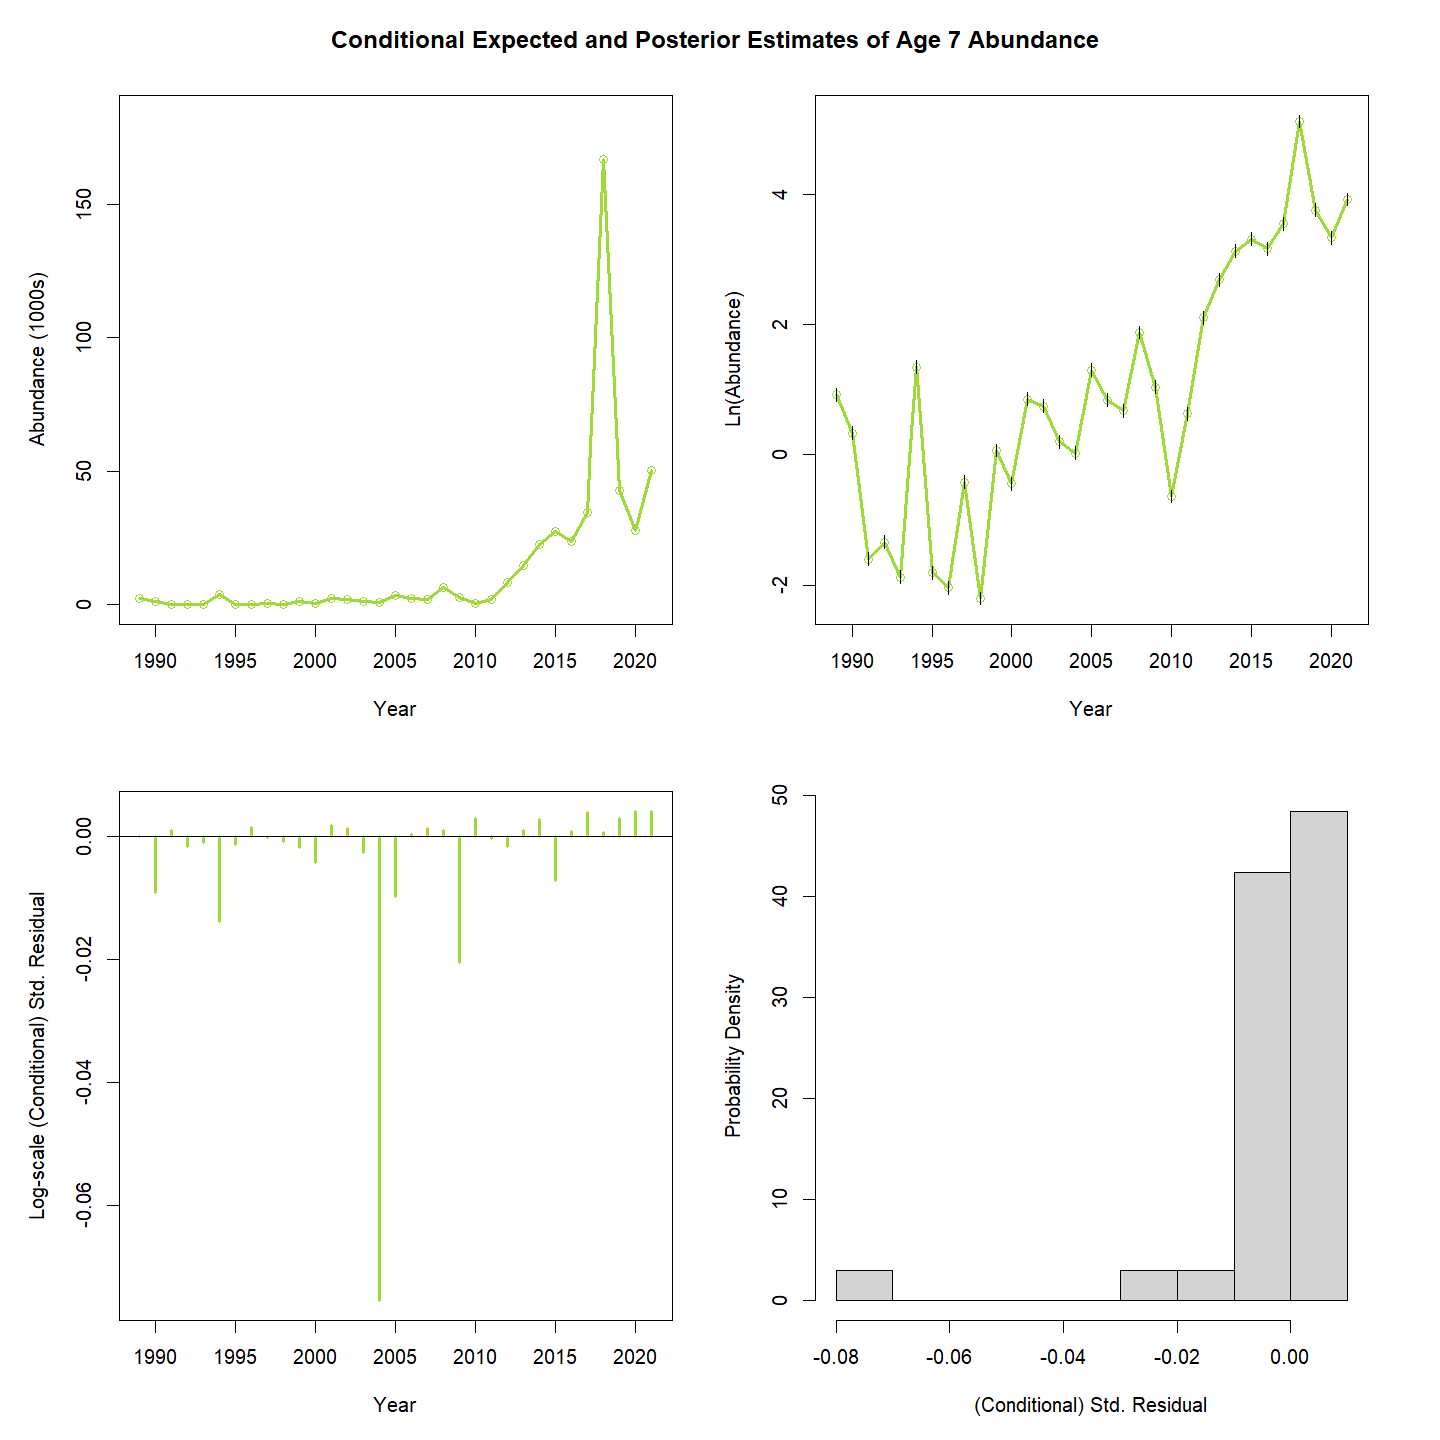 Conditional Expected and Posterior Estimates of Age 7 Abundance
Abundance (1000s)
150
100
50
0
1990 1995 2000 2005 2010 2015 2020
Year
Ln(Abundance)
4
2
0
-2
1990 1995 2000 2005 2010 2015 2020
Year
Log-scale (Conditional) Std. Residual
0.00
-0.02
-0.04
-0.06
1990 1995 2000 2005 2010 2015 2020
Year
Probability Density
50
40
30
20
10
0
-0.08 -0.06 -0.04 -0.02 0.00
(Conditional) Std. Residual